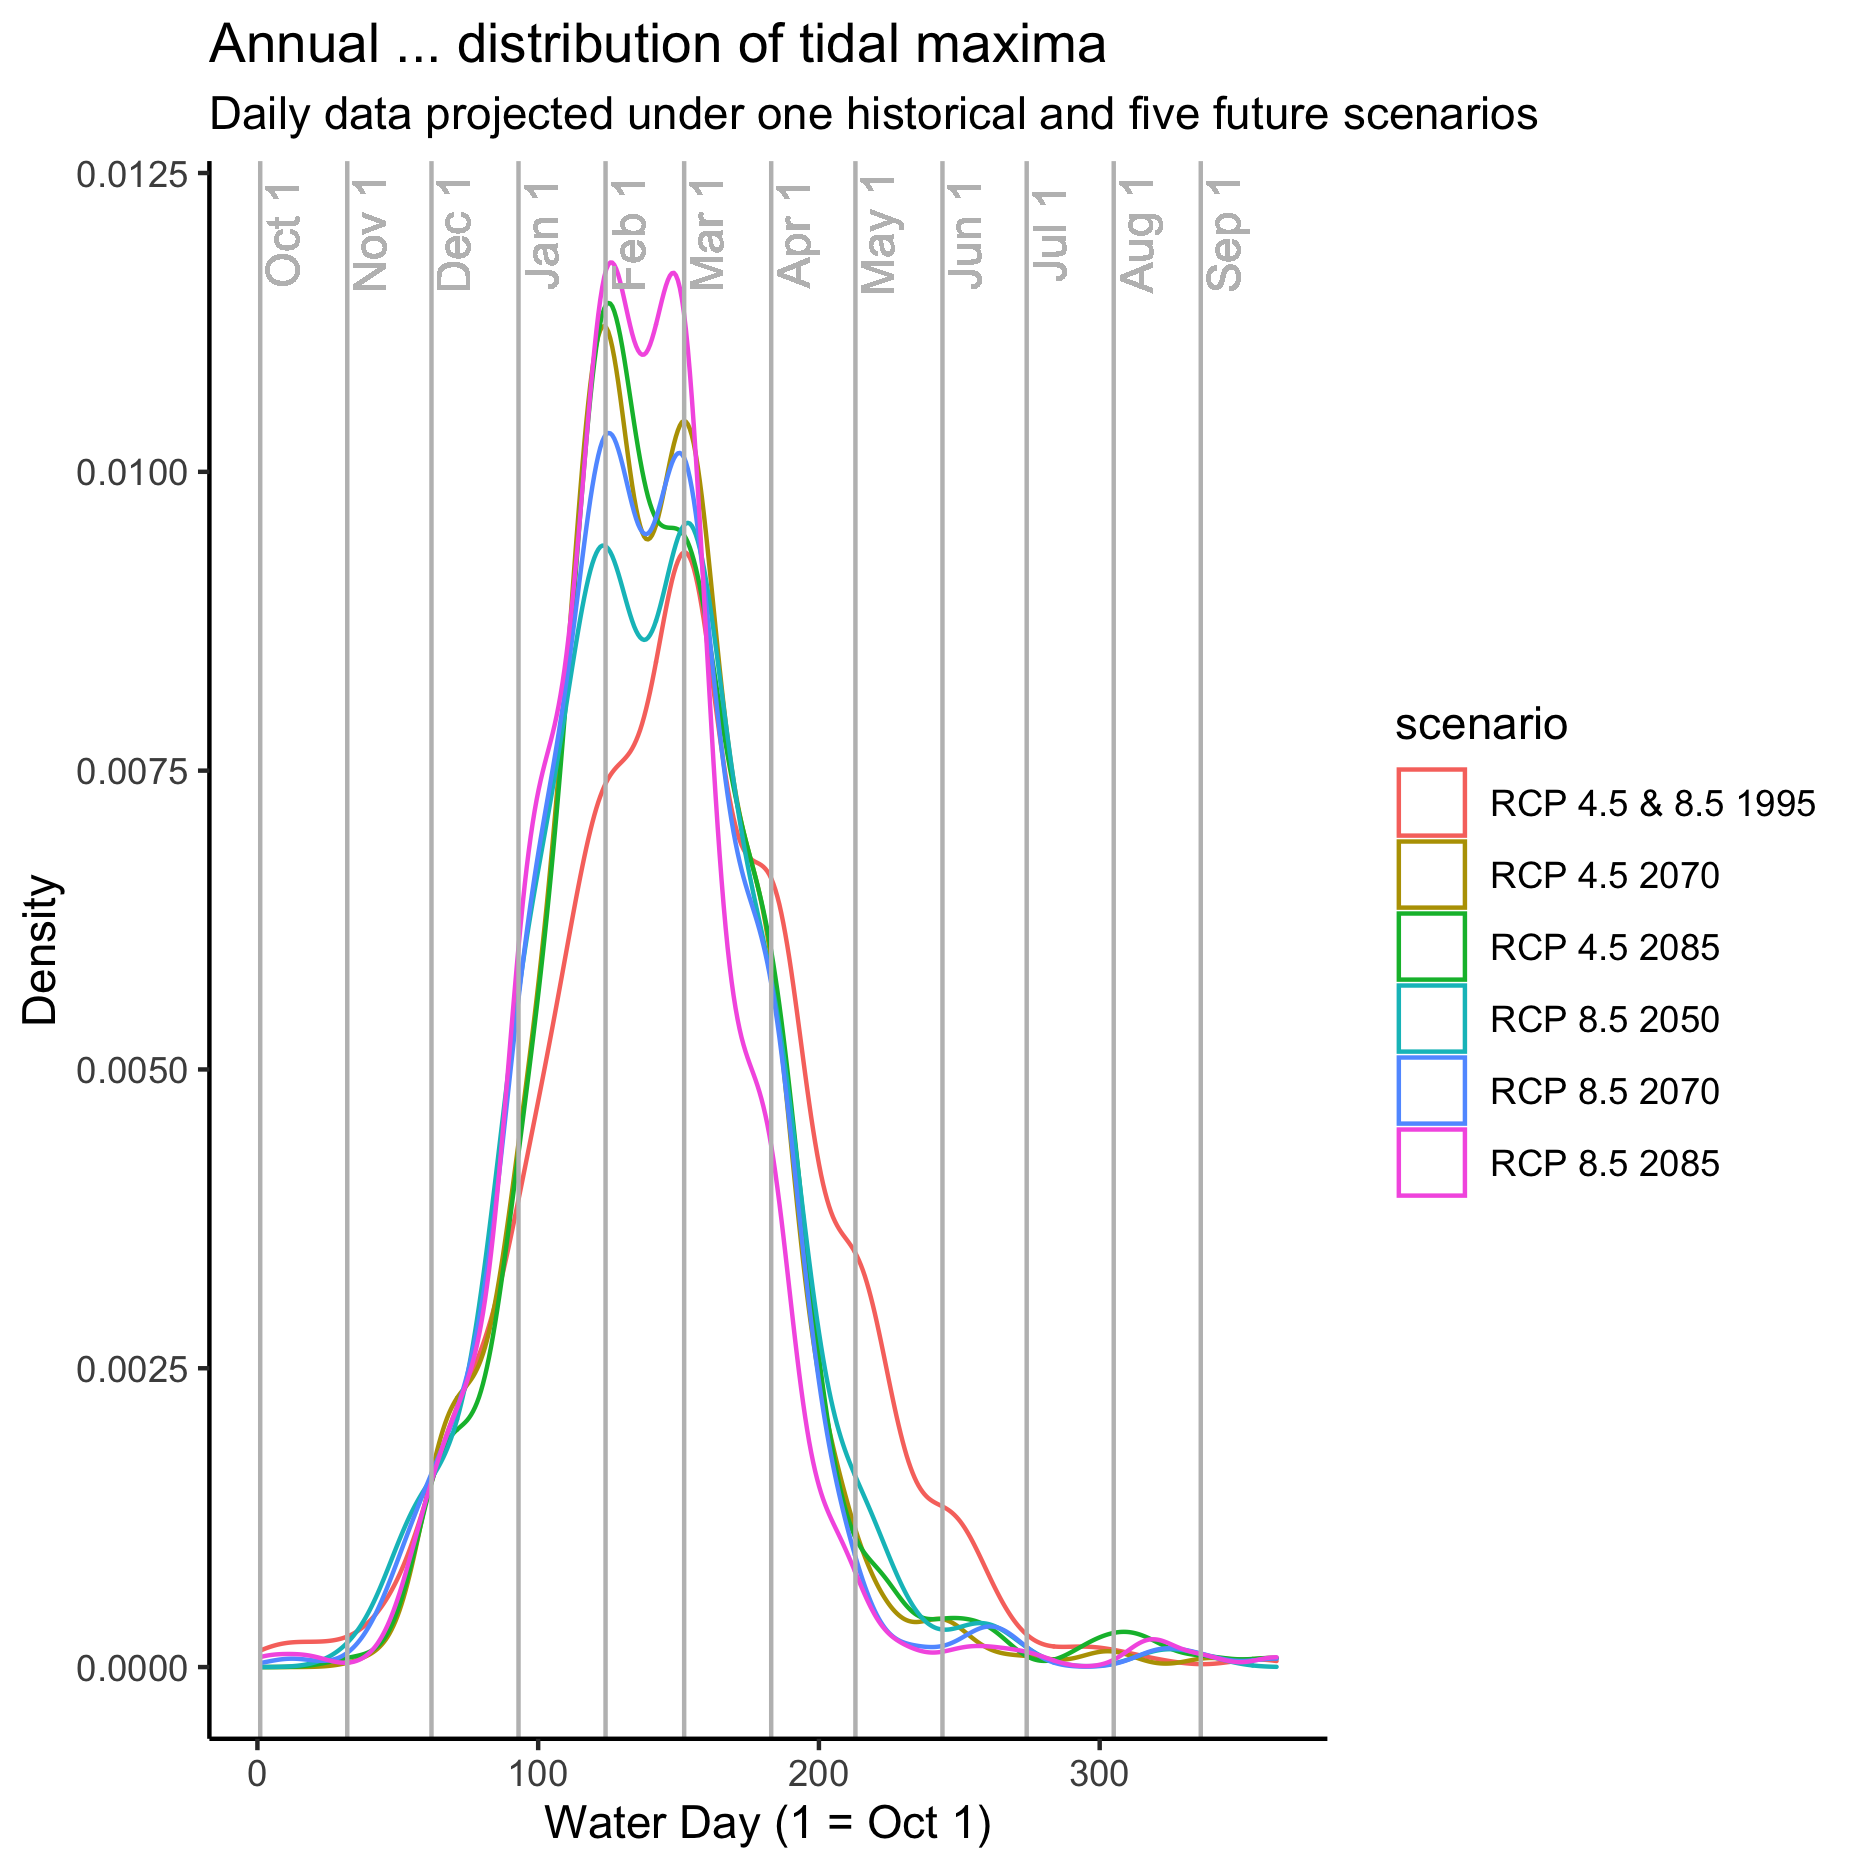 Annual ... distribution of tidal maxima
Daily data projected under one historical and five future scenarios
0.0125
0.0100
0.0075
0.0050
0.0025
0.0000
Density
Oct 1
Nov 1
Dec 1
Jan 1
Feb 1
Mar 1
Apr 1
May 1
Jun 1
Jul 1
Aug 1
Sep 1
0
100
200
300
Water Day (1 = Oct 1)
scenario
RCP 4.5 & 8.5 1995
RCP 4.5 2070
RCP 4.5 2085
RCP 8.5 2050
RCP 8.5 2070
RCP 8.5 2085